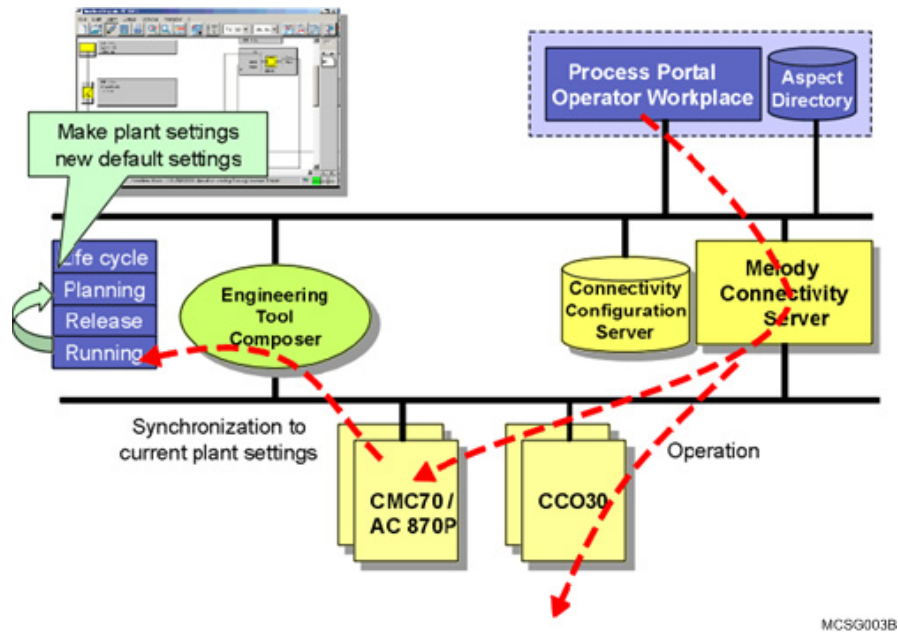 Process Portal
Operator Workplace
Aspect
Directory
Make plant settings
new default settings
Life cycle
Planning
Release
Running
Engineering
Tool
Composer
Connectivity
Configuration
Server
Melody
Connectivity
Server
Synchronization to
current plant settings
Operation
CMC70 /
AC 870P
CCO30
MCSG003B